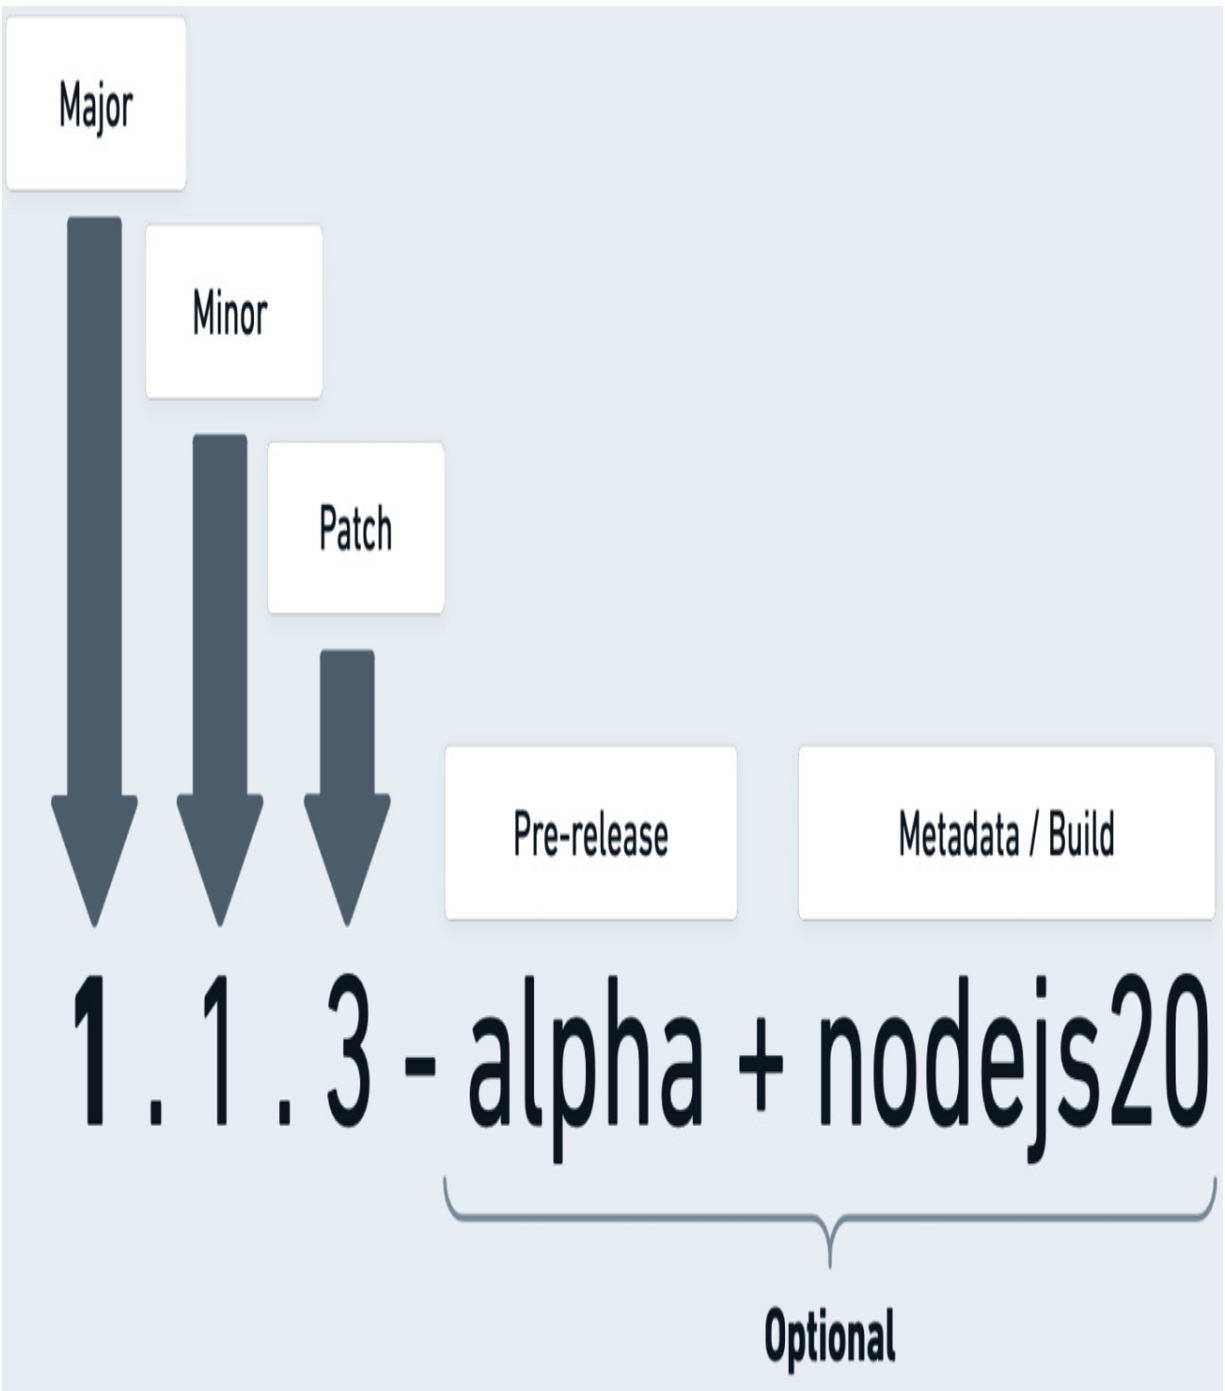 Major
Minor
Patch
Pre-release
Metadata / Build
1 . 1 . 3 - alpha + nodejs20
Optional